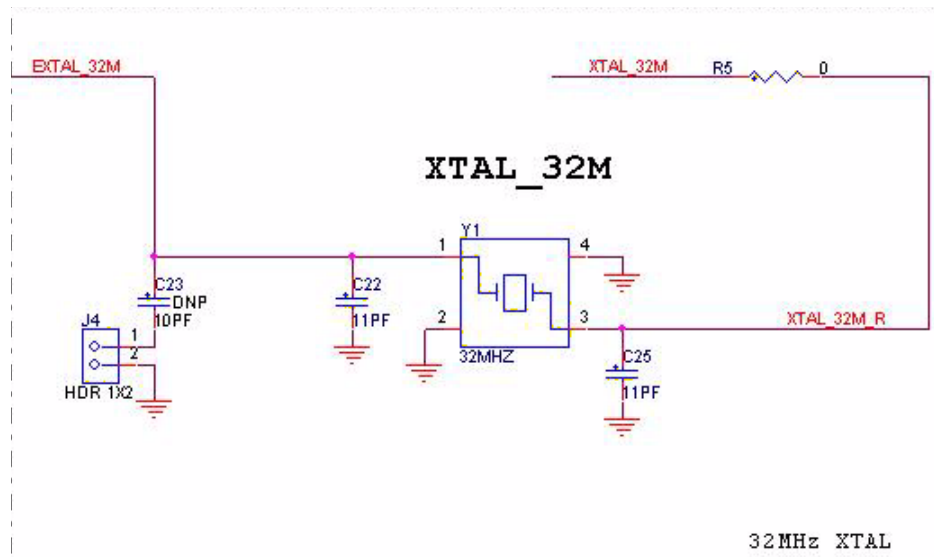 EXTAL_32M
XTAL_32M R5 0
XTAL_32M
Y1
1 4
C23
DNP
10PF
C22
11PF
J4
1
2
HDR 1X2
2 3
32MHZ
XTAL_32M_R
C25
11PF
32MHz XTAL